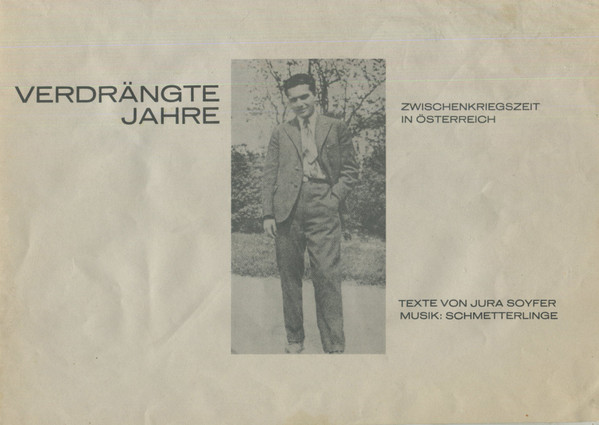 VERDRÄNGTE
JAHRE
ZWISCHENKRIEGSZEIT
IN ÖSTERREICH
TEXTE VON JURA SOYFER
MUSIK: SCHMETTERLINGE